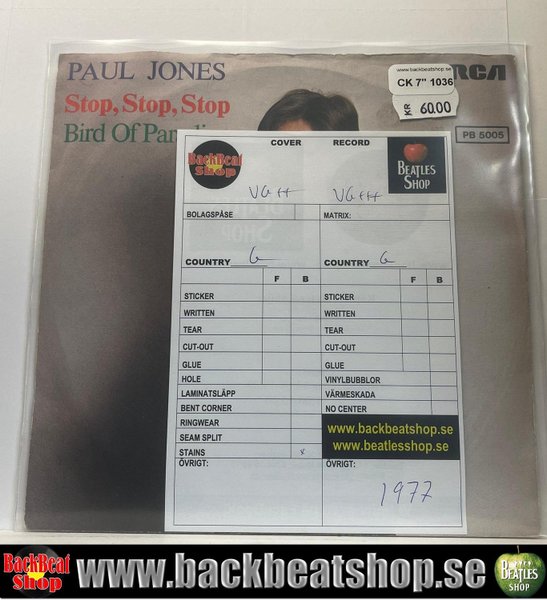 PAUL JONES
Stop, Stop, Stop
Bird Of
www.backbeatshop.se
CK 7" 1036
KR 60.00
RCA
PB 5005
COVER RECORD
BackBeat Shop
BEATLES SHOP
VG++ VG+++
BOLAGSPÅSE MATRIX:
COUNTRY G COUNTRY G
F B F B
STICKER STICKER
WRITTEN WRITTEN
TEAR TEAR
CUT-OUT CUT-OUT
GLUE GLUE
HOLE VINYLBUBBLOR
LAMINATSLÄPP VÄRMESKADA
BENT CORNER NO CENTER
RINGWEAR
SEAM SPLIT
STAINS x
www.backbeatshop.se
www.beatlesshop.se
ÖVRIGT: ÖVRIGT:
1977
BackBeat Shop www.backbeatshop.se BEATLES SHOP